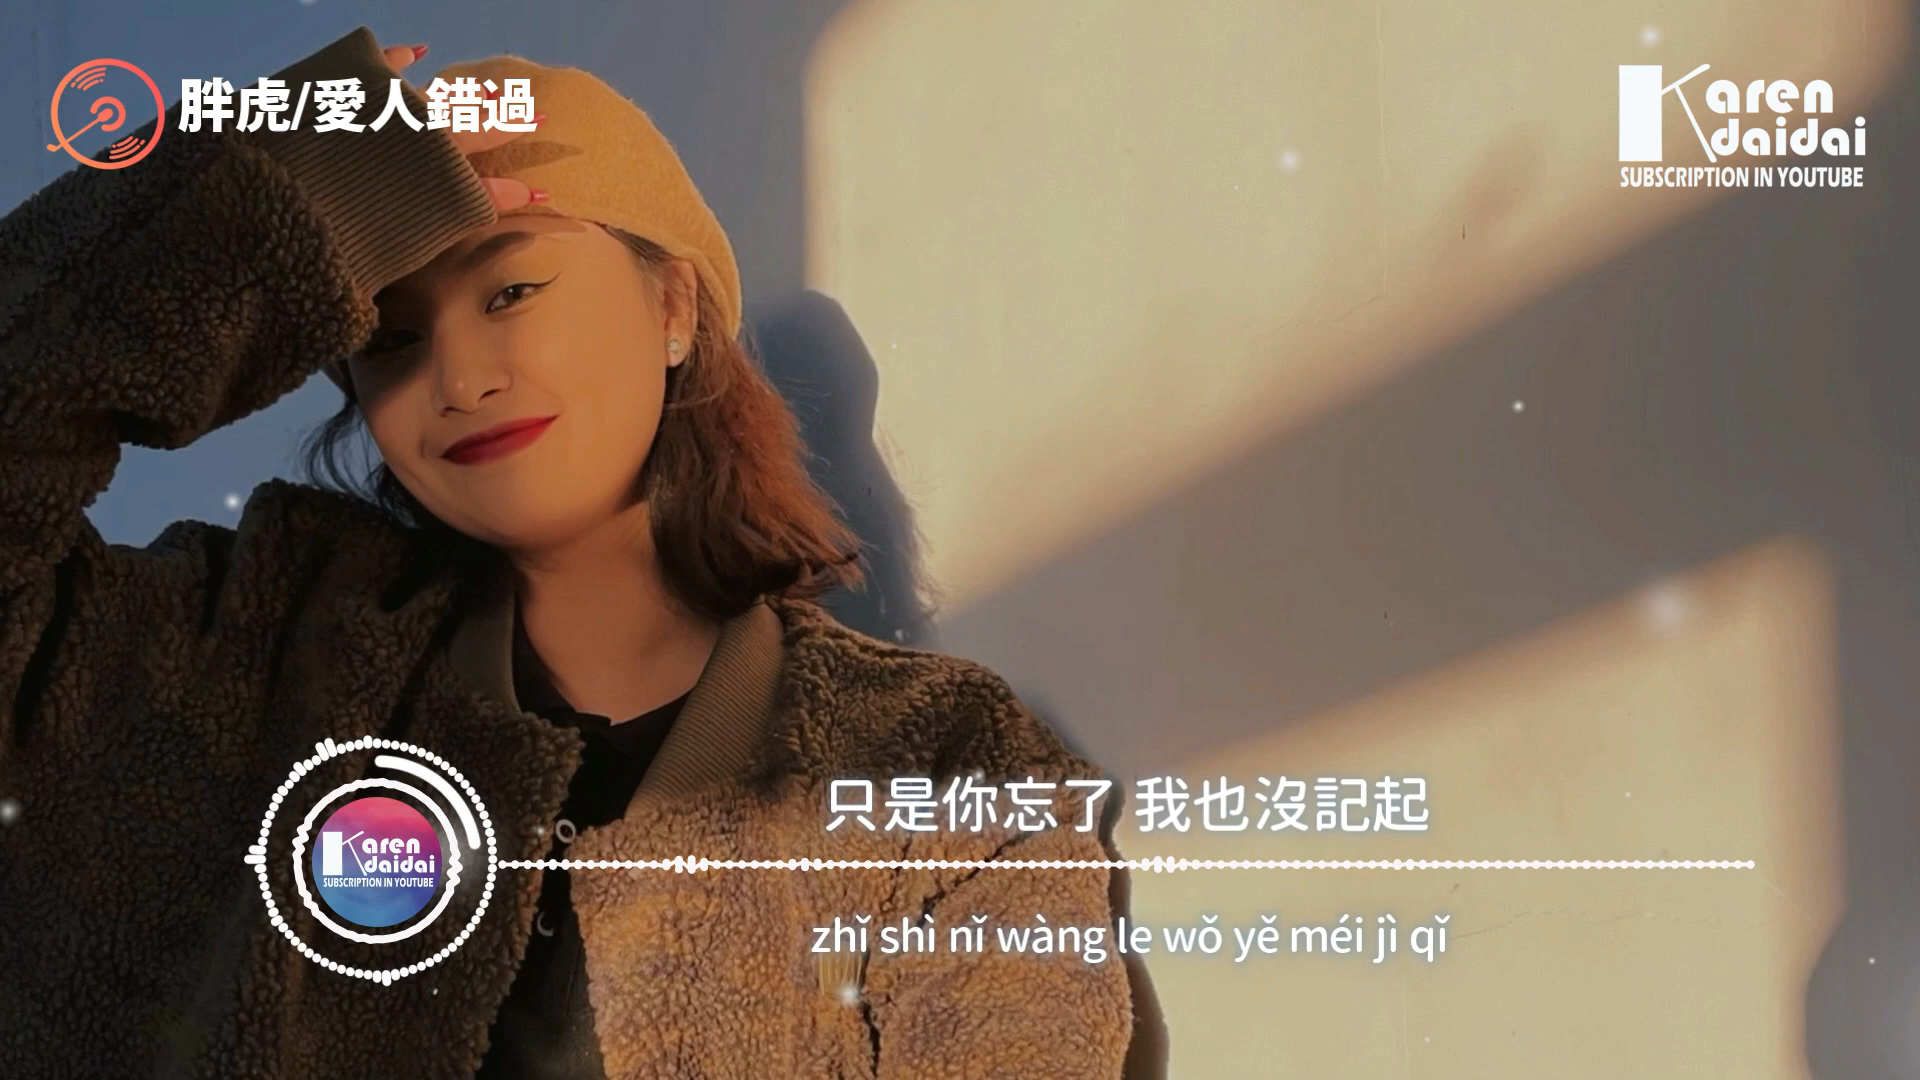 胖虎/愛人錯過
Karen
daidai
SUBSCRIPTION IN YOUTUBE
只是你忘了 我也沒記起
Karen
daidai
SUBSCRIPTION IN YOUTUBE
zhǐ shì nǐ wàng le wǒ yě méi jì qǐ